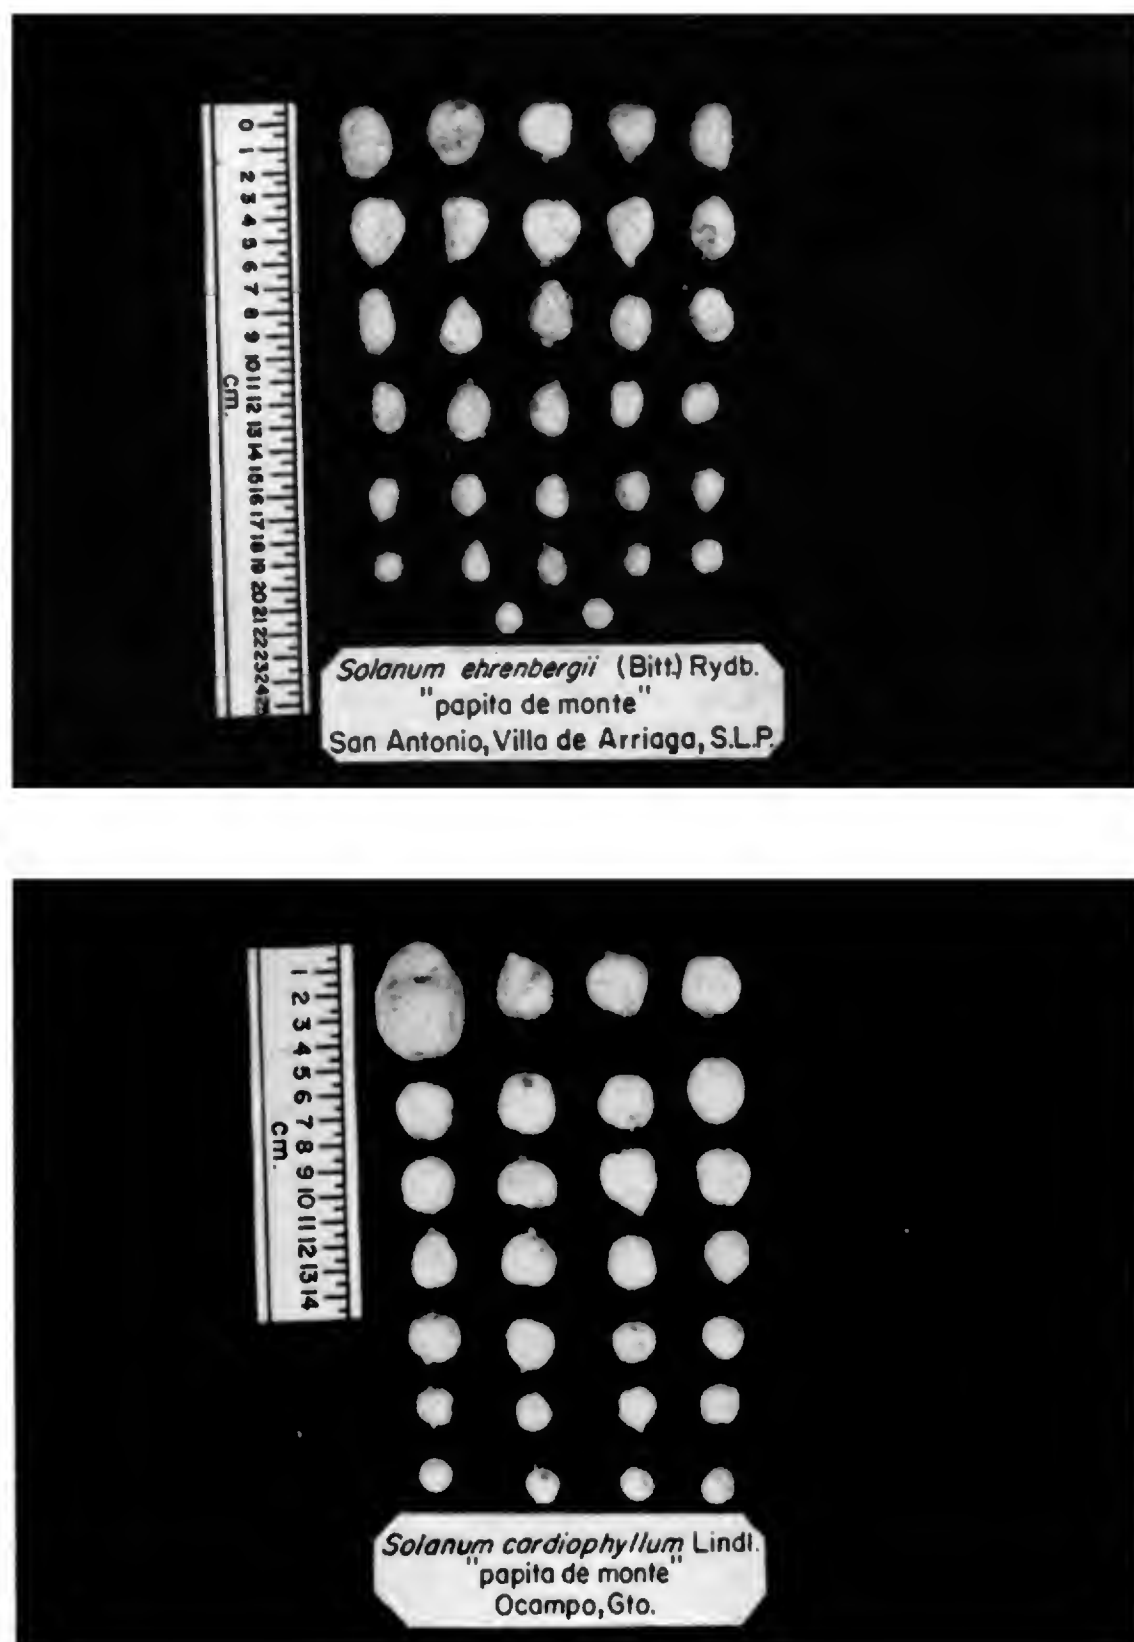 0 1 2 3 4 5 6 7 8 9 10 11 12 13 14 15 16 17 18 19 20 21 22 23 24
cm.
Solanum ehrenbergii (Bitt.) Rydb.
"papita de monte"
San Antonio, Villa de Arriaga, S.L.P.
1 2 3 4 5 6 7 8 9 10 11 12 13 14
cm.
Solanum cardiophyllum Lindl.
"papita de monte"
Ocampo, Gto.